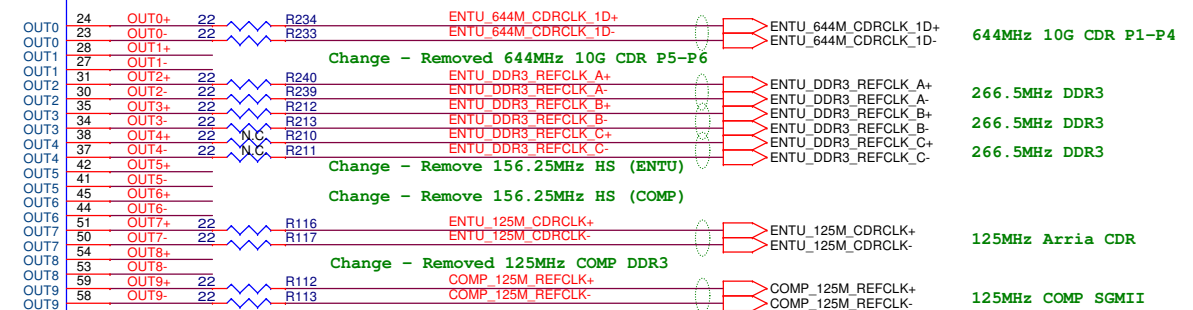 OUT0 24 OUT0+ 22 R234 ENTU_644M_CDRCLK_1D+ ENTU_644M_CDRCLK_1D+
OUT0 23 OUT0- R233 ENTU_644M_CDRCLK_1D- ENTU_644M_CDRCLK_1D- 644MHz 10G CDR P1-P4
OUT1 28 OUT1+
OUT1 27 OUT1- Change - Removed 644MHz 10G CDR P5-P6
OUT2 31 OUT2+ 22 R240 ENTU_DDR3_REFCLK_A+ ENTU_DDR3_REFCLK_A+
OUT2 30 OUT2- 22 R239 ENTU_DDR3_REFCLK_A- ENTU_DDR3_REFCLK_A- 266.5MHz DDR3
OUT3 35 OUT3+ 22 R212 ENTU_DDR3_REFCLK_B+ ENTU_DDR3_REFCLK_B+
OUT3 34 OUT3- 22 R213 ENTU_DDR3_REFCLK_B- ENTU_DDR3_REFCLK_B- 266.5MHz DDR3
OUT4 38 OUT4+ 22 N.C. R210 ENTU_DDR3_REFCLK_C+ ENTU_DDR3_REFCLK_C+
OUT4 37 OUT4- 22 N.C. R211 ENTU_DDR3_REFCLK_C- ENTU_DDR3_REFCLK_C- 266.5MHz DDR3
OUT5 42 OUT5+ Change - Remove 156.25MHz HS (ENTU)
OUT5 41 OUT5-
OUT6 45 OUT6+ Change - Remove 156.25MHz HS (COMP)
OUT6 44 OUT6-
OUT7 51 OUT7+ 22 R116 ENTU_125M_CDRCLK+ ENTU_125M_CDRCLK+
OUT7 50 OUT7- 22 R117 ENTU_125M_CDRCLK- ENTU_125M_CDRCLK- 125MHz Arria CDR
OUT8 54 OUT8+
OUT8 53 OUT8- Change - Removed 125MHz COMP DDR3
OUT9 59 OUT9+ 22 R112 COMP_125M_REFCLK+ COMP_125M_REFCLK+
OUT9 58 OUT9- 22 R113 COMP_125M_REFCLK- COMP_125M_REFCLK- 125MHz COMP SGMII